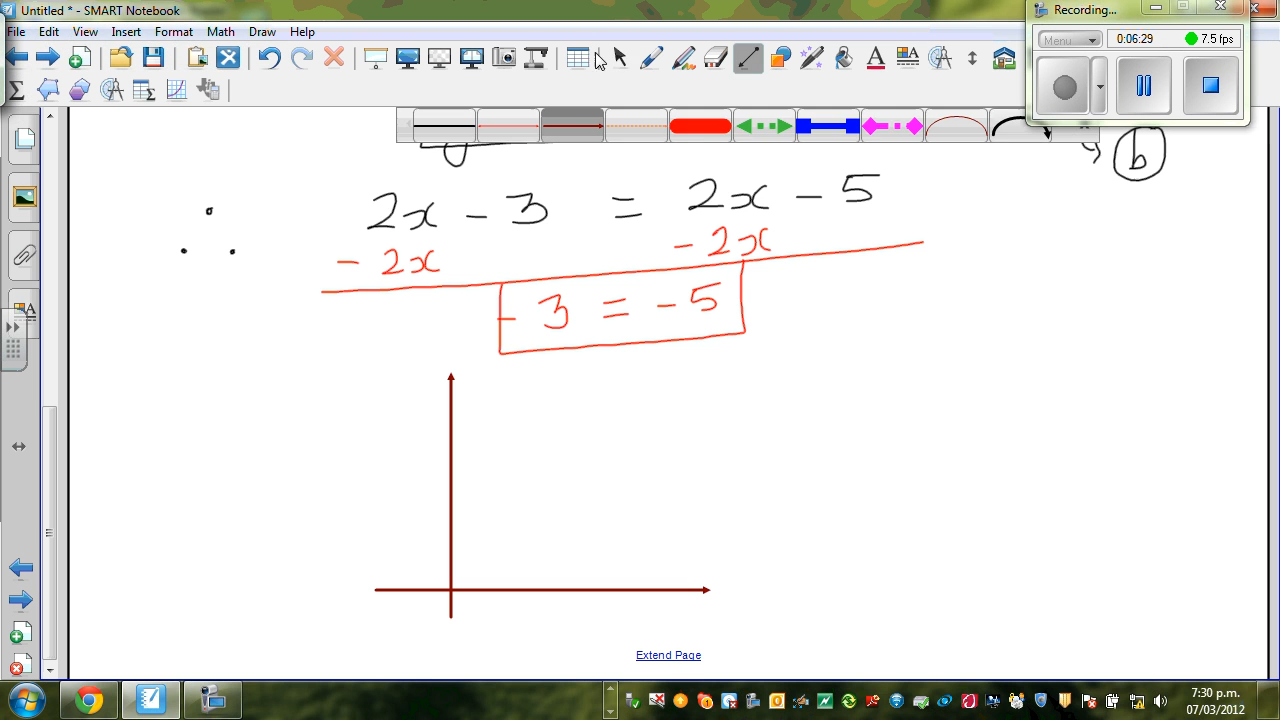 Untitled * - SMART Notebook
Recording...
File Edit View Insert Format Math Draw Help
Menu
0:06:29
7.5 fps
b
∴ 2x - 3 = 2x - 5
- 2x - 2x
- 3 = - 5
Extend Page
7:30 p.m.
07/03/2012